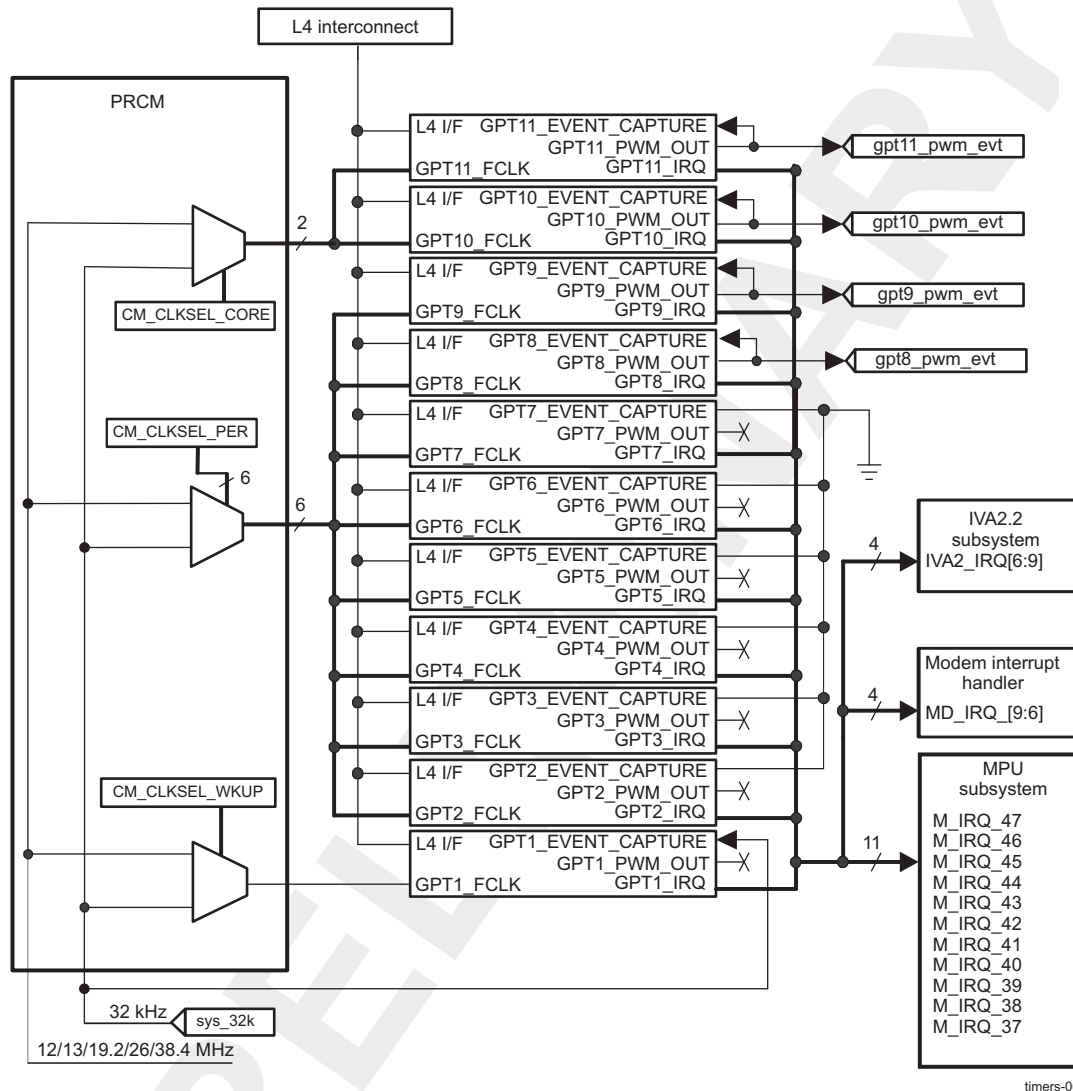 L4 interconnect
PRCM
L4 I/F GPT11_EVENT_CAPTURE
GPT11_PWM_OUT
GPT11_FCLK GPT11_IRQ
gpt11_pwm_evt
L4 I/F GPT10_EVENT_CAPTURE
GPT10_PWM_OUT
GPT10_FCLK GPT10_IRQ
gpt10_pwm_evt
2
CM_CLKSEL_CORE
L4 I/F GPT9_EVENT_CAPTURE
GPT9_PWM_OUT
GPT9_FCLK GPT9_IRQ
gpt9_pwm_evt
L4 I/F GPT8_EVENT_CAPTURE
GPT8_PWM_OUT
GPT8_FCLK GPT8_IRQ
gpt8_pwm_evt
L4 I/F GPT7_EVENT_CAPTURE
GPT7_PWM_OUT
GPT7_FCLK GPT7_IRQ
CM_CLKSEL_PER
6
6
L4 I/F GPT6_EVENT_CAPTURE
GPT6_PWM_OUT
GPT6_FCLK GPT6_IRQ
L4 I/F GPT5_EVENT_CAPTURE
GPT5_PWM_OUT
GPT5_FCLK GPT5_IRQ
4
IVA2.2
subsystem
IVA2_IRQ[6:9]
L4 I/F GPT4_EVENT_CAPTURE
GPT4_PWM_OUT
GPT4_FCLK GPT4_IRQ
L4 I/F GPT3_EVENT_CAPTURE
GPT3_PWM_OUT
GPT3_FCLK GPT3_IRQ
4
Modem interrupt
handler
MD_IRQ_[9:6]
L4 I/F GPT2_EVENT_CAPTURE
GPT2_PWM_OUT
GPT2_FCLK GPT2_IRQ
CM_CLKSEL_WKUP
L4 I/F GPT1_EVENT_CAPTURE
GPT1_PWM_OUT
GPT1_FCLK GPT1_IRQ
11
MPU
subsystem
M_IRQ_47
M_IRQ_46
M_IRQ_45
M_IRQ_44
M_IRQ_43
M_IRQ_42
M_IRQ_41
M_IRQ_40
M_IRQ_39
M_IRQ_38
M_IRQ_37
32 kHz
sys_32k
12/13/19.2/26/38.4 MHz